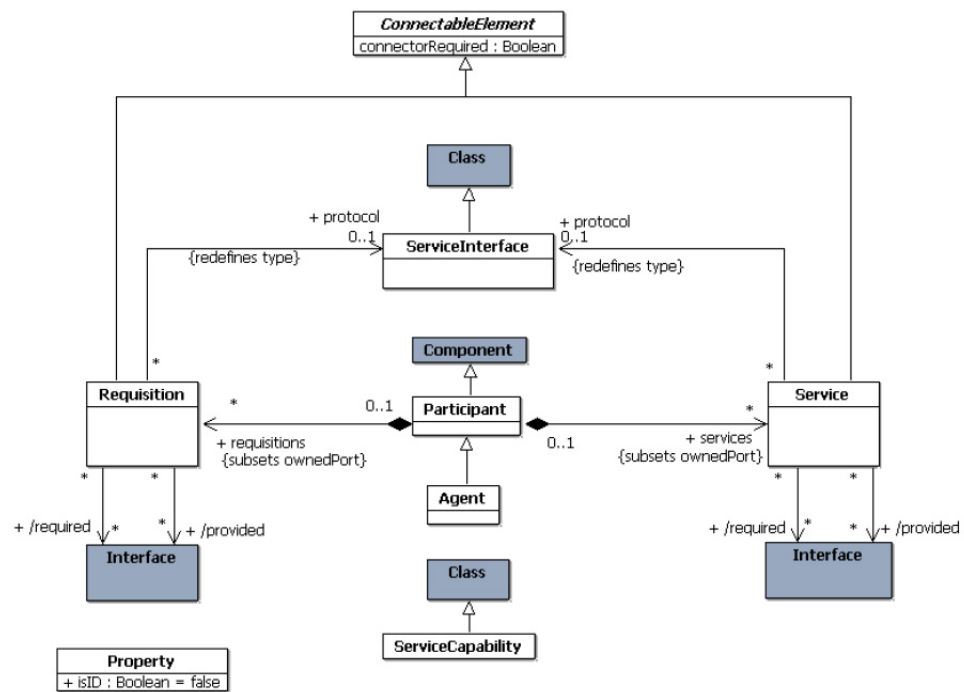 ConnectableElement
connectorRequired : Boolean
Class
+ protocol
0..1
{redefines type}
ServiceInterface
+ protocol
0..1
{redefines type}
*
*
Component
Requisition
*
0..1
Participant
0..1
*
Service
+ requisitions
{subsets ownedPort}
+ services
{subsets ownedPort}
Agent
*
*
+ /required
*
*
+ /provided
Interface
*
*
+ /required
*
*
+ /provided
Interface
Class
ServiceCapability
Property
+ isID : Boolean = false